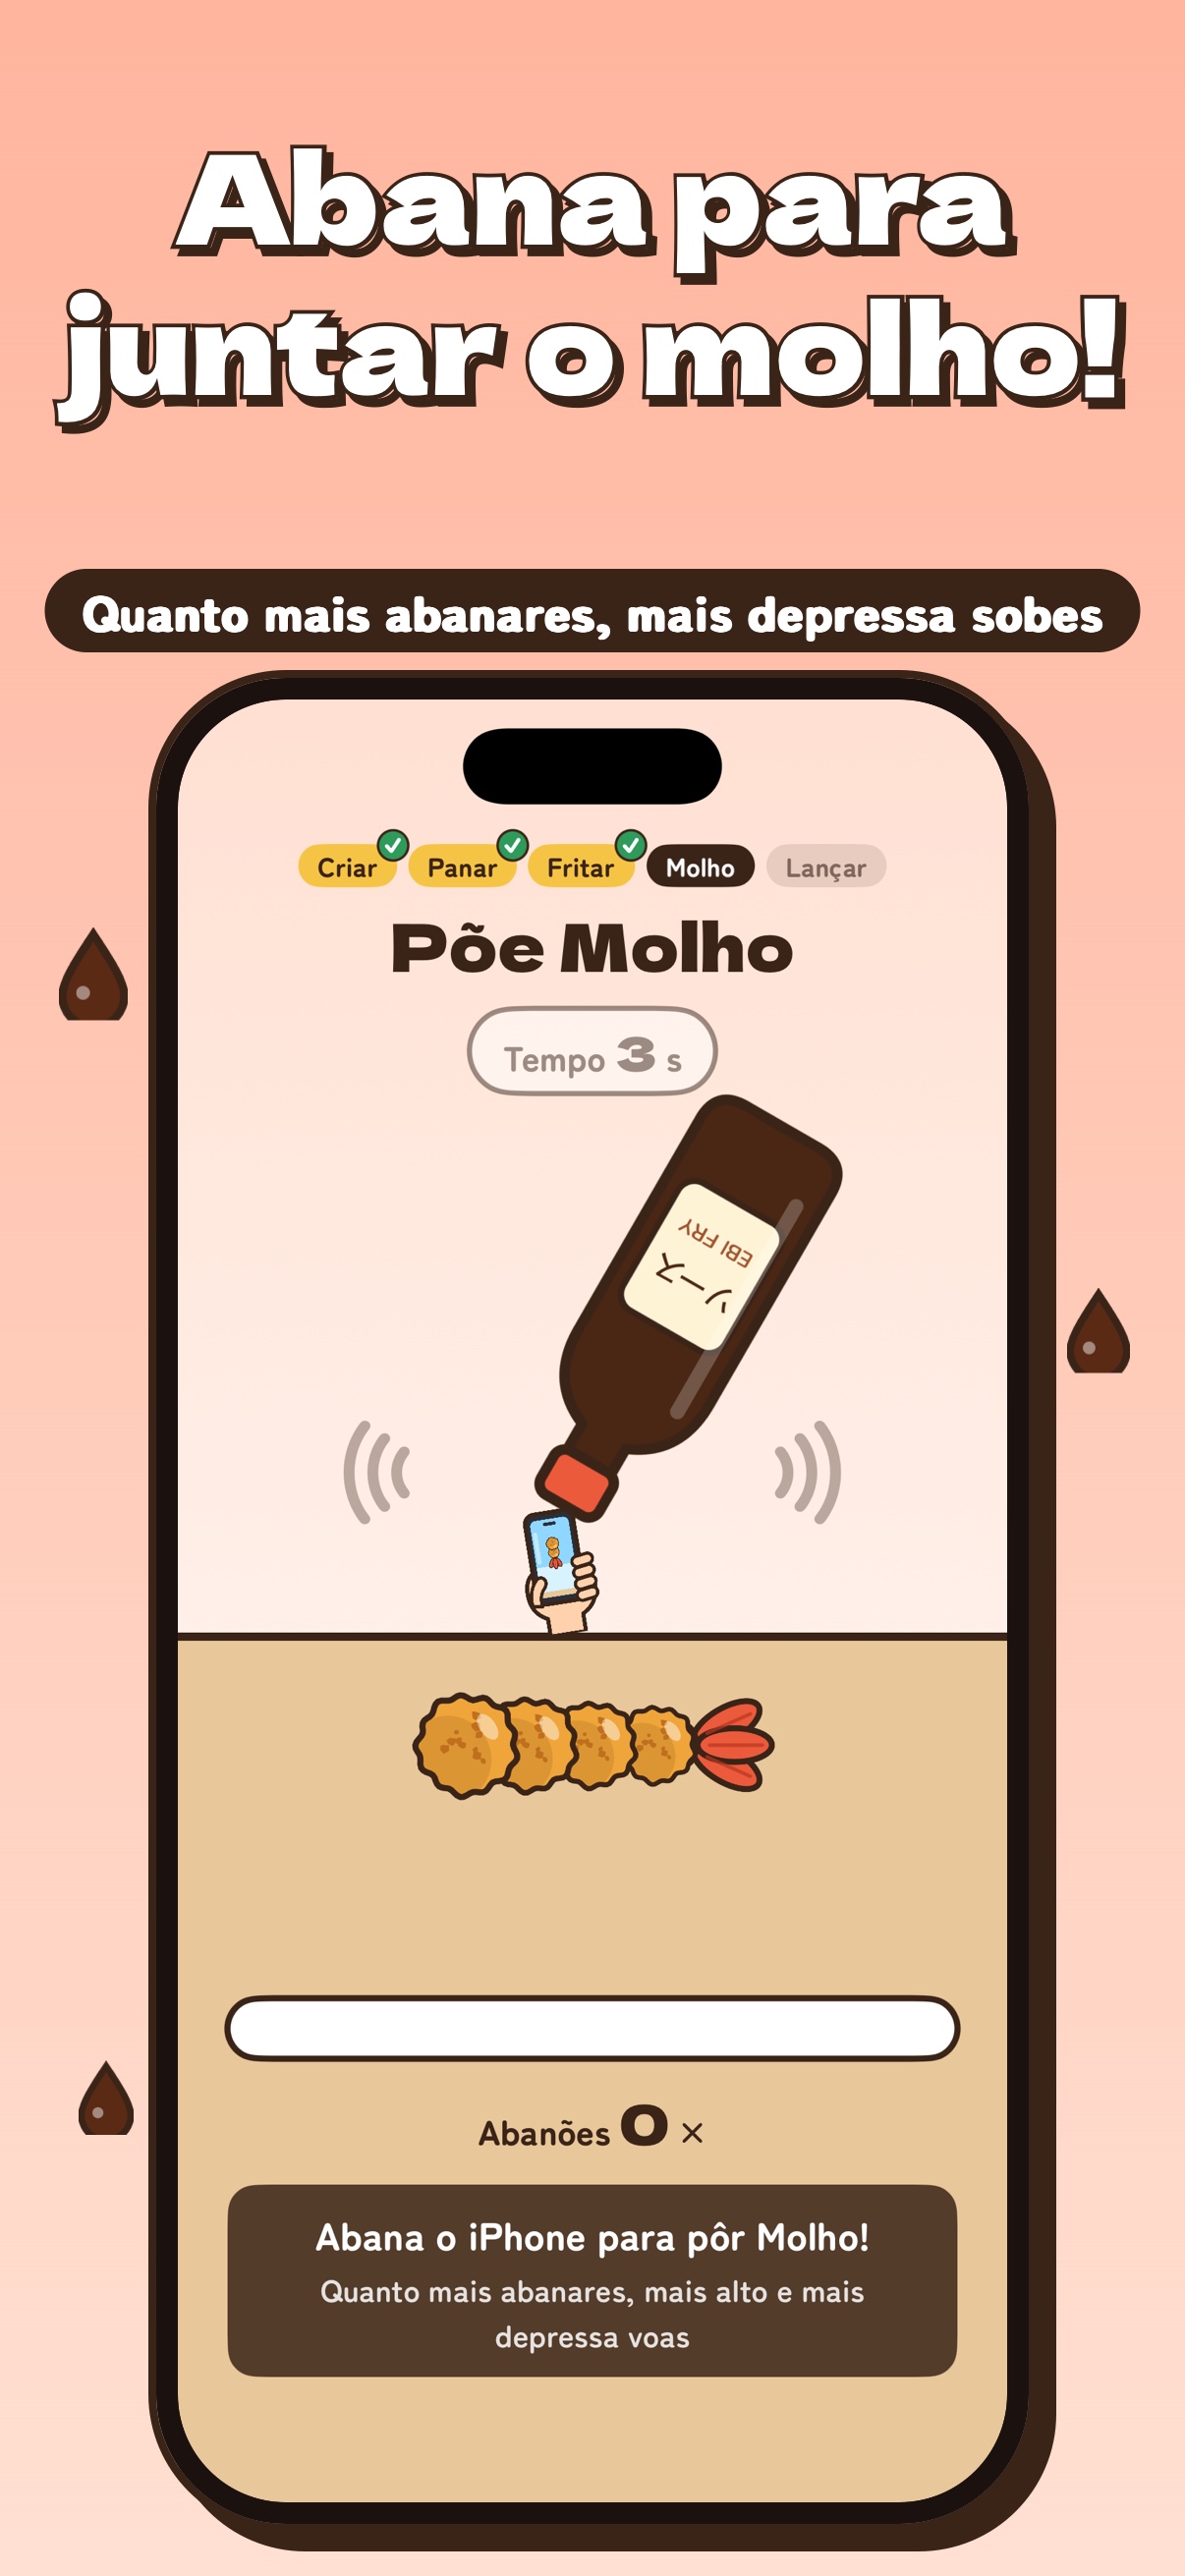 Abana para
juntar o molho!
Quanto mais abanares, mais depressa sobes
Criar Panar Fritar Molho Lançar
Põe Molho
Tempo 3 s
EBI FRY
ソース
Abanões 0 ×
Abana o iPhone para pôr Molho!
Quanto mais abanares, mais alto e mais
depressa voas